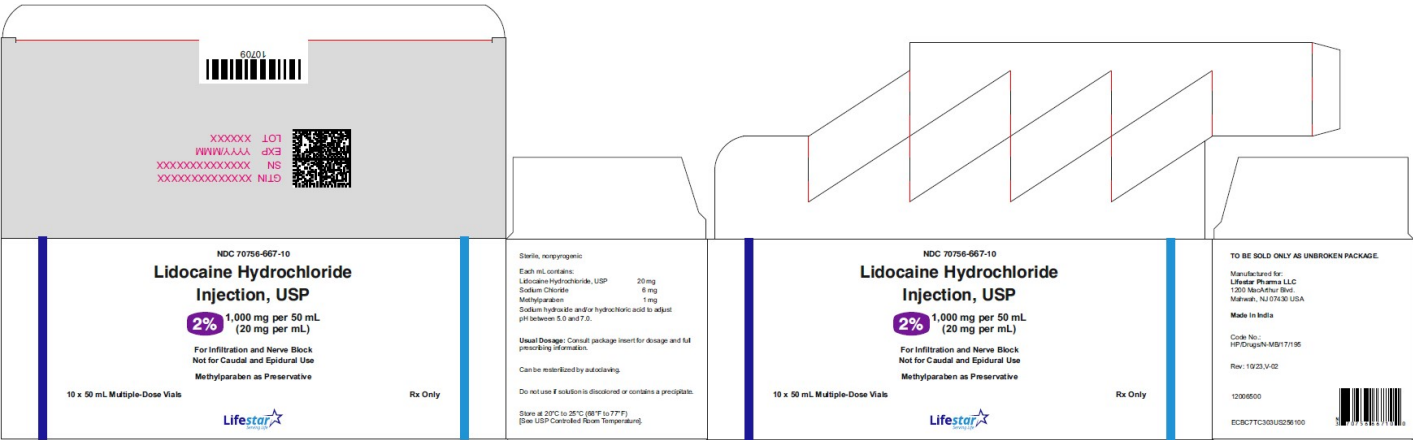 10709
GTIN XXXXXXXXXXXXXX
SN XXXXXXXXXXXXXX
EXP YYYY/MMM
LOT XXXXXX
NDC 70756-667-10
Lidocaine Hydrochloride
Injection, USP
2%
1,000 mg per 50 mL
(20 mg per mL)
For Infiltration and Nerve Block
Not for Caudal and Epidural Use
Methylparaben as Preservative
10 x 50 mL Multiple-Dose Vials
Rx Only
Lifestar
Serving Life
Sterile, nonpyrogenic
Each mL contains:
Lidocaine Hydrochloride, USP 20 mg
Sodium Chloride 6 mg
Methylparaben 1 mg
Sodium hydroxide and/or hydrochloric acid to adjust
pH between 5.0 and 7.0.
Usual Dosage: Consult package insert for dosage and full
prescribing information.
Can be resterilized by autoclaving.
Do not use if solution is discolored or contains a precipitate.
Store at 20°C to 25°C (68°F to 77°F)
[See USP Controlled Room Temperature].
NDC 70756-667-10
Lidocaine Hydrochloride
Injection, USP
2%
1,000 mg per 50 mL
(20 mg per mL)
For Infiltration and Nerve Block
Not for Caudal and Epidural Use
Methylparaben as Preservative
10 x 50 mL Multiple-Dose Vials
Rx Only
Lifestar
Serving Life
TO BE SOLD ONLY AS UNBROKEN PACKAGE.
Manufactured for:
Lifestar Pharma LLC
1200 MacArthur Blvd.
Mahwah, NJ 07430 USA
Made in India
Code No.:
HP/Drugs/N-MB/17/195
Rev: 10/23,V-02
12006500
ECBC7TC303US256100